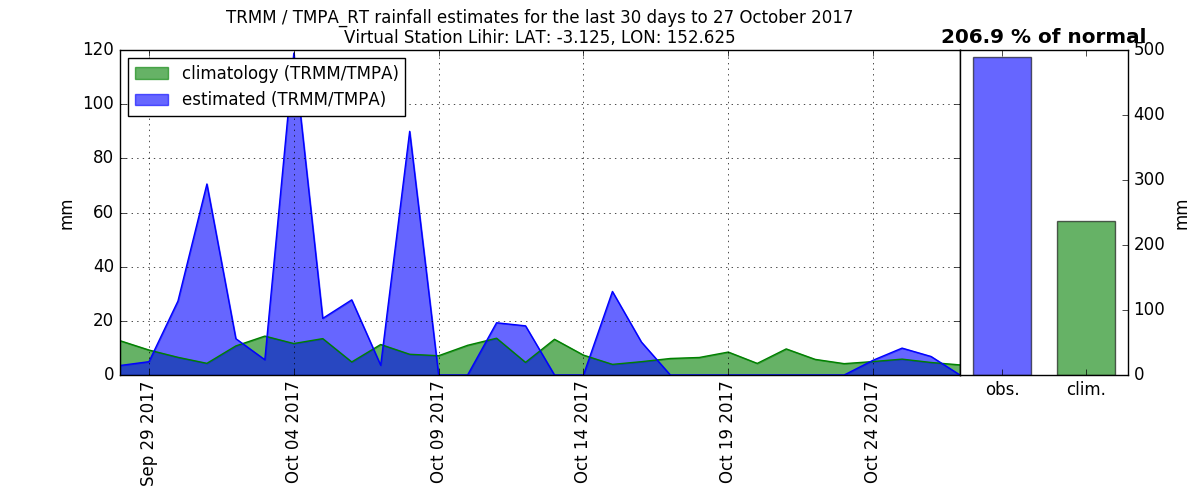 TRMM / TMPA_RT rainfall estimates for the last 30 days to 27 October 2017
Virtual Station Lihir: LAT: -3.125, LON: 152.625
206.9 % of normal
climatology (TRMM/TMPA)
estimated (TRMM/TMPA)
mm
120
100
80
60
40
20
0
Sep 29 2017
Oct 04 2017
Oct 09 2017
Oct 14 2017
Oct 19 2017
Oct 24 2017
500
400
300
200
100
0
mm
obs.
clim.